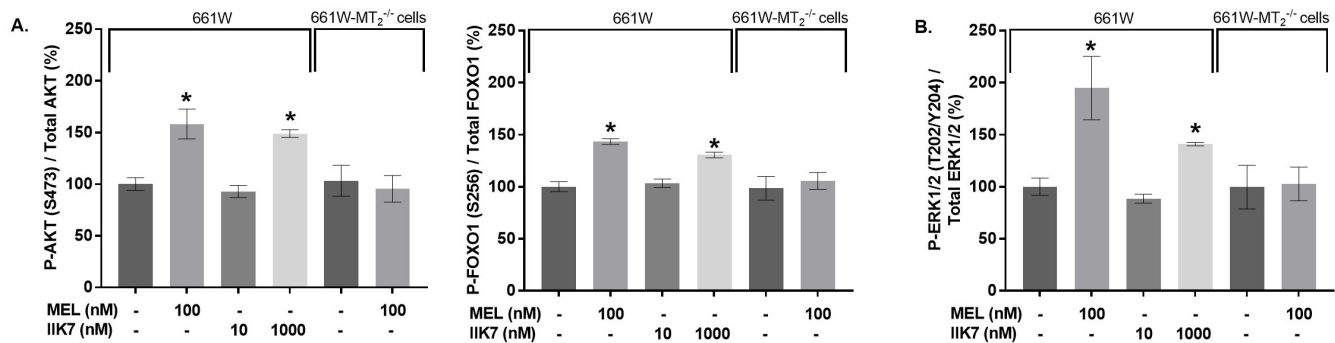 A.
661W 661W-MT2-/- cells
P-AKT (S473) / Total AKT (%)
250
200
150
100
50
0
*
*
MEL (nM) - 100 - - - 100
IIK7 (nM) - - 10 1000 - -
661W 661W-MT2-/- cells
P-FOXO1 (S256) / Total FOXO1 (%)
250
200
150
100
50
0
*
*
MEL (nM) - 100 - - - 100
IIK7 (nM) - - 10 1000 - -
B.
661W 661W-MT2-/- cells
P-ERK1/2 (T202/Y204) /
Total ERK1/2 (%)
250
200
150
100
50
0
*
*
MEL (nM) - 100 - - - 100
IIK7 (nM) - - 10 1000 - -